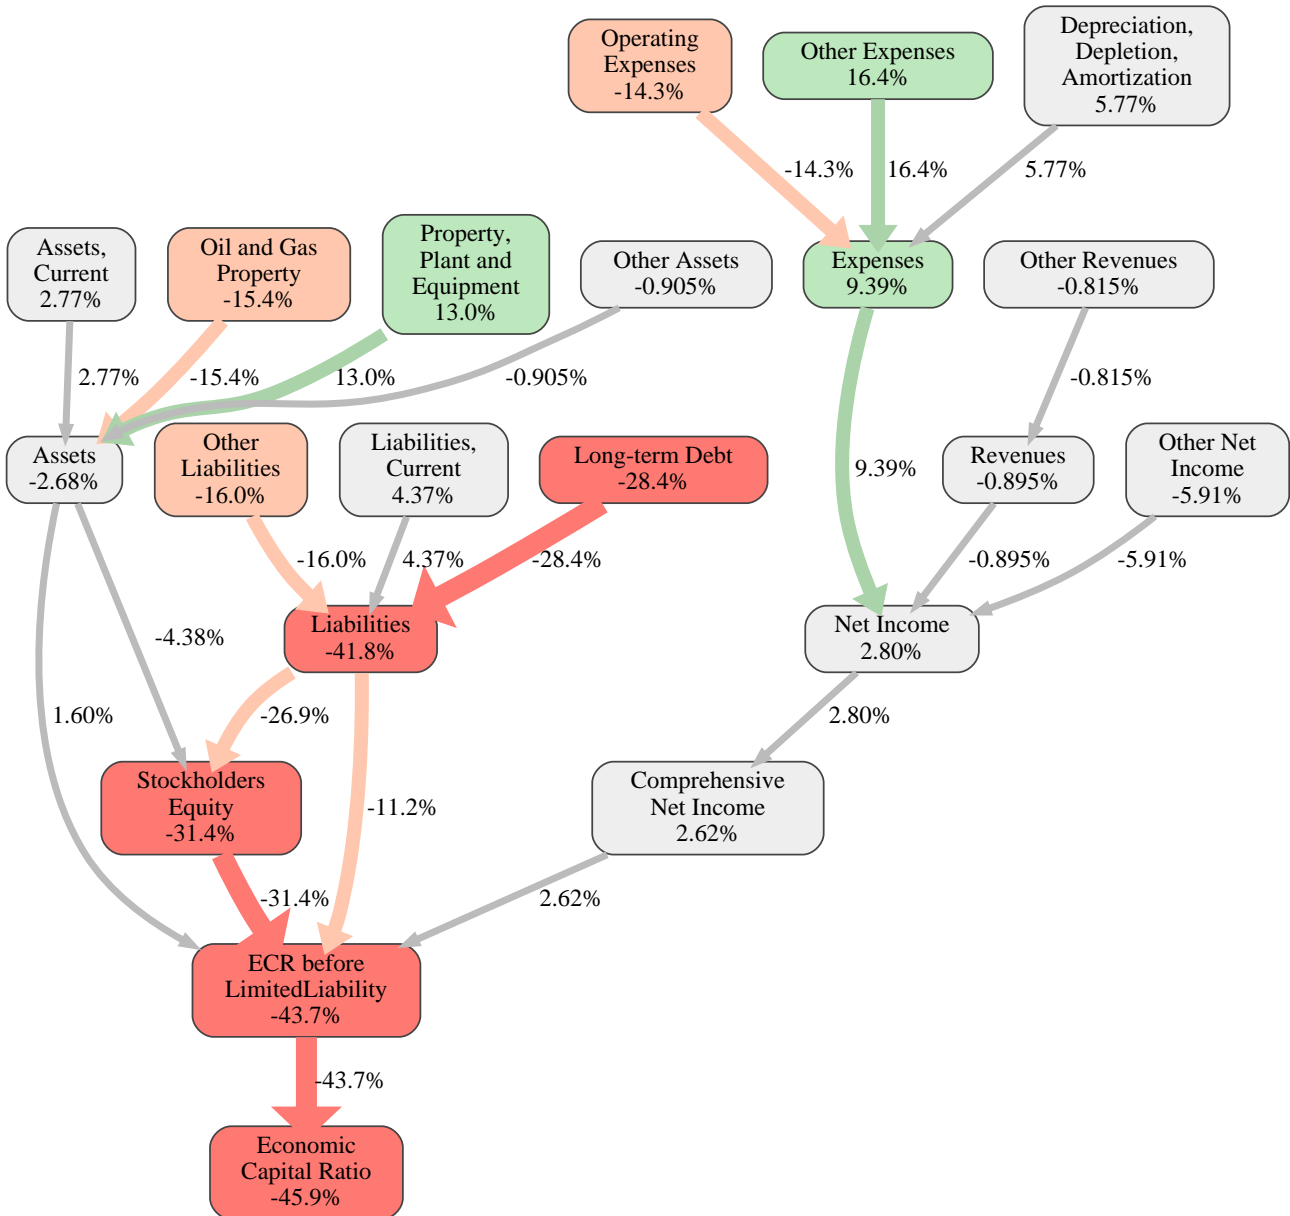 Operating
Expenses
-14.3%
Other Expenses
16.4%
Depreciation,
Depletion,
Amortization
5.77%
-14.3%
16.4%
5.77%
Assets,
Current
2.77%
Oil and Gas
Property
-15.4%
Property,
Plant and
Equipment
13.0%
Other Assets
-0.905%
Expenses
9.39%
Other Revenues
-0.815%
2.77%
-15.4%
13.0%
-0.905%
-0.815%
Assets
-2.68%
Other
Liabilities
-16.0%
Liabilities,
Current
4.37%
Long-term Debt
-28.4%
9.39%
Revenues
-0.895%
Other Net
Income
-5.91%
-16.0%
4.37%
-28.4%
-0.895%
-5.91%
Liabilities
-41.8%
Net Income
2.80%
-4.38%
1.60%
-26.9%
2.80%
Stockholders
Equity
-31.4%
-11.2%
Comprehensive
Net Income
2.62%
-31.4%
2.62%
ECR before
LimitedLiability
-43.7%
-43.7%
Economic
Capital Ratio
-45.9%